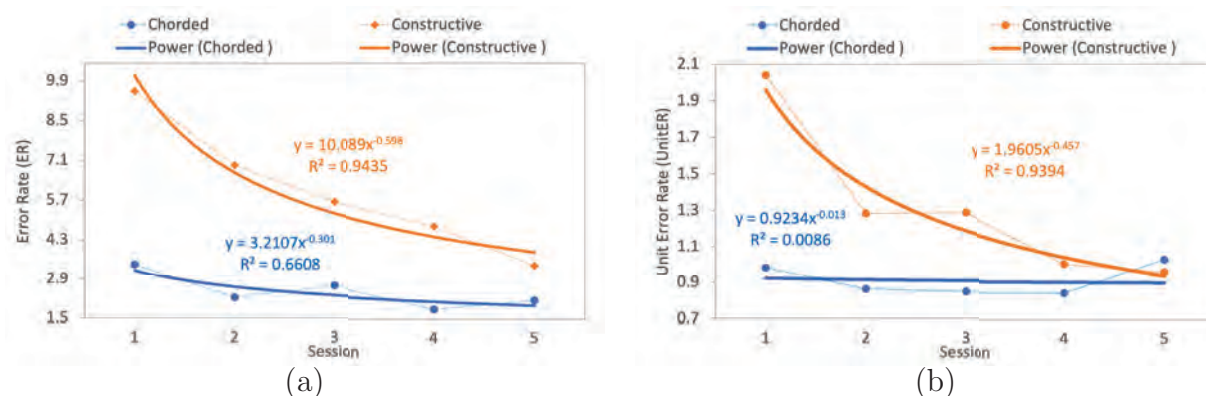 Chorded Constructive
Power (Chorded ) Power (Constructive )
Error Rate (ER)
9.9
8.5
7.1
5.7
4.3
2.9
1.5
y = 10.089x^-0.598
R² = 0.9435
y = 3.2107x^-0.301
R² = 0.6608
1 2 3 4 5
Session
(a)
Chorded Constructive
Power (Chorded ) Power (Constructive )
Unit Error Rate (UnitER)
2.1
1.9
1.7
1.5
1.3
1.1
0.9
0.7
y = 1.9605x^-0.457
R² = 0.9394
y = 0.9234x^-0.013
R² = 0.0086
1 2 3 4 5
Session
(b)